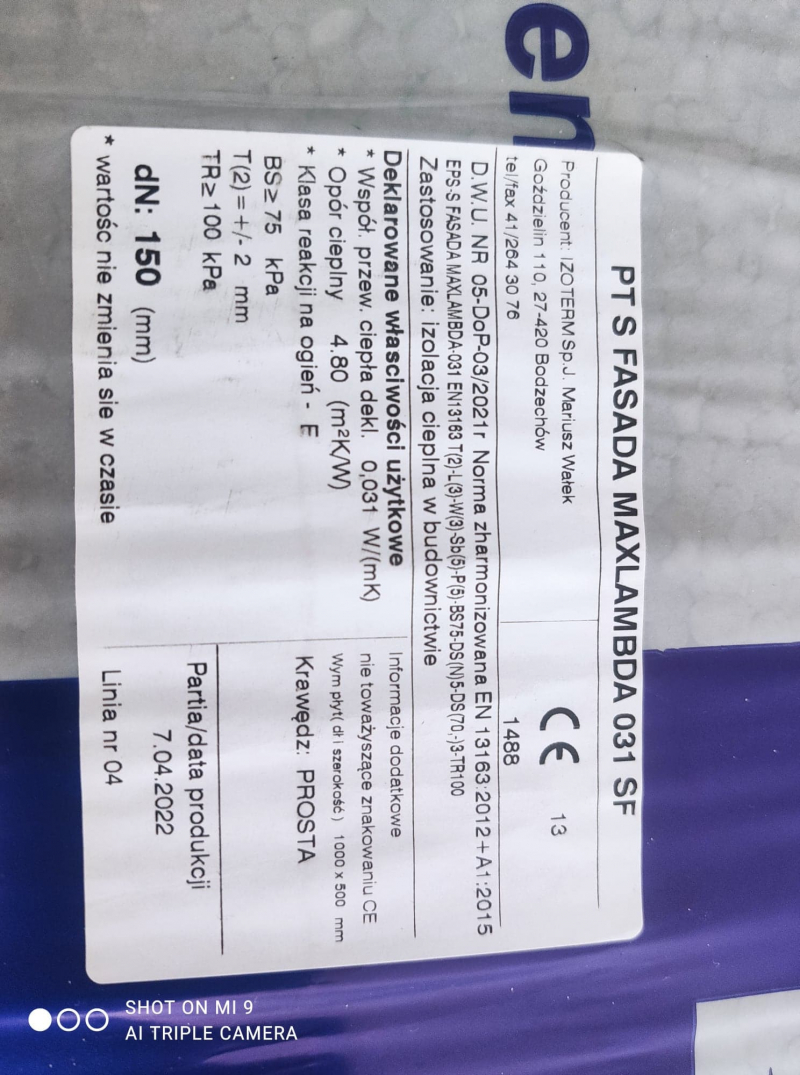 en
PT S FASADA MAXLAMBDA 031 SF
Producent: IZOTERM Sp.J. Mariusz Wałek
Goździelin 110, 27-420 Bodzechów
tel/fax 41/264 30 76
CE 13
1488
D.W.U. NR 05-DoP-03/2021r Norma zharmonizowana EN 13163:2012+A1:2015
EPS-S FASADA MAXLAMBDA-031 EN13163 T(2)-L(3)-W(3)-Sb(5)-P(5)-BS75-DS(N)5-DS(70,-)3-TR100
Zastosowanie: izolacja cieplna w budownictwie
Deklarowane własciwości użytkowe
* Współ. przew. ciepła dekl. 0,031 W/(mK)
* Opór cieplny 4.80 (m²K/W)
* Klasa reakcji na ogień - E
BS≥ 75 kPa
T(2) = +/- 2 mm
TR≥ 100 kPa
dN: 150 (mm)
* wartośc nie zmienia sie w czasie
Informacje dodatkowe
nie toważyszące znakowaniu CE
Wym płyt( dł i szerokość ) 1000 x 500 mm
Krawędz: PROSTA
Partia/data produkcji
7.04.2022
Linia nr 04
SHOT ON MI 9
AI TRIPLE CAMERA